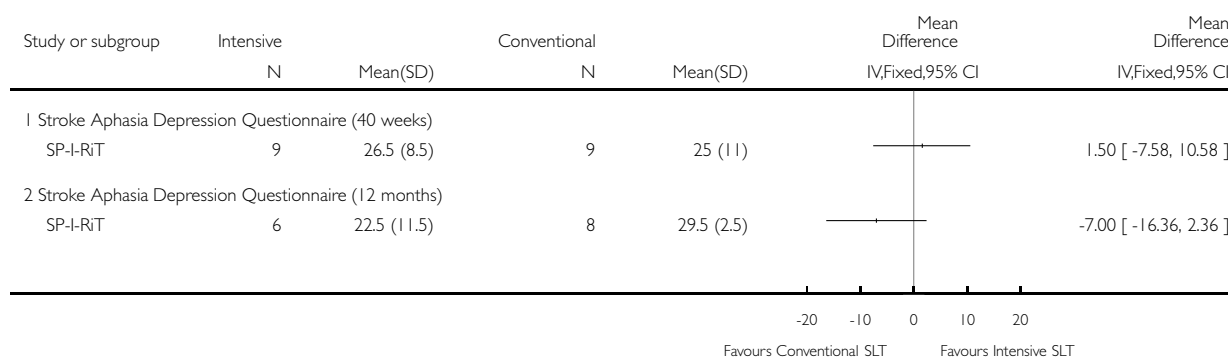 Study or subgroup Intensive Conventional Mean Difference Mean Difference
N Mean(SD) N Mean(SD) IV,Fixed,95% CI IV,Fixed,95% CI
1 Stroke Aphasia Depression Questionnaire (40 weeks)
SP-I-RiT 9 26.5 (8.5) 9 25 (11) 1.50 [ -7.58, 10.58 ]
2 Stroke Aphasia Depression Questionnaire (12 months)
SP-I-RiT 6 22.5 (11.5) 8 29.5 (2.5) -7.00 [ -16.36, 2.36 ]
-20 -10 0 10 20
Favours Conventional SLT Favours Intensive SLT